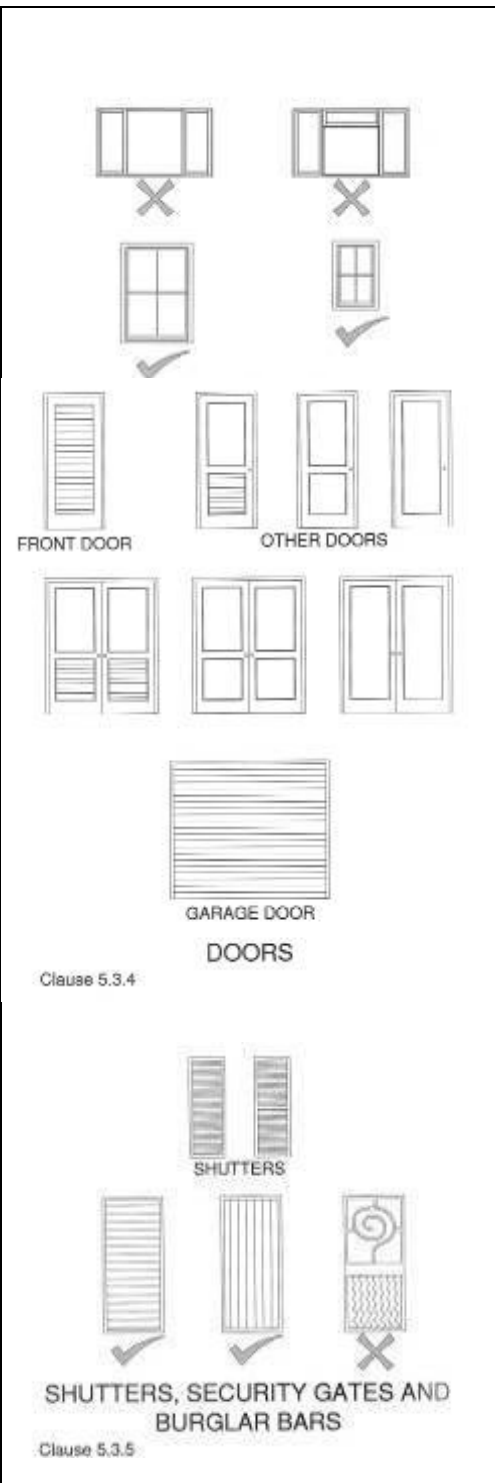 FRONT DOOR
OTHER DOORS
GARAGE DOOR
DOORS
Clause 5.3.4
SHUTTERS
SHUTTERS, SECURITY GATES AND
BURGLAR BARS
Clause 5.3.5